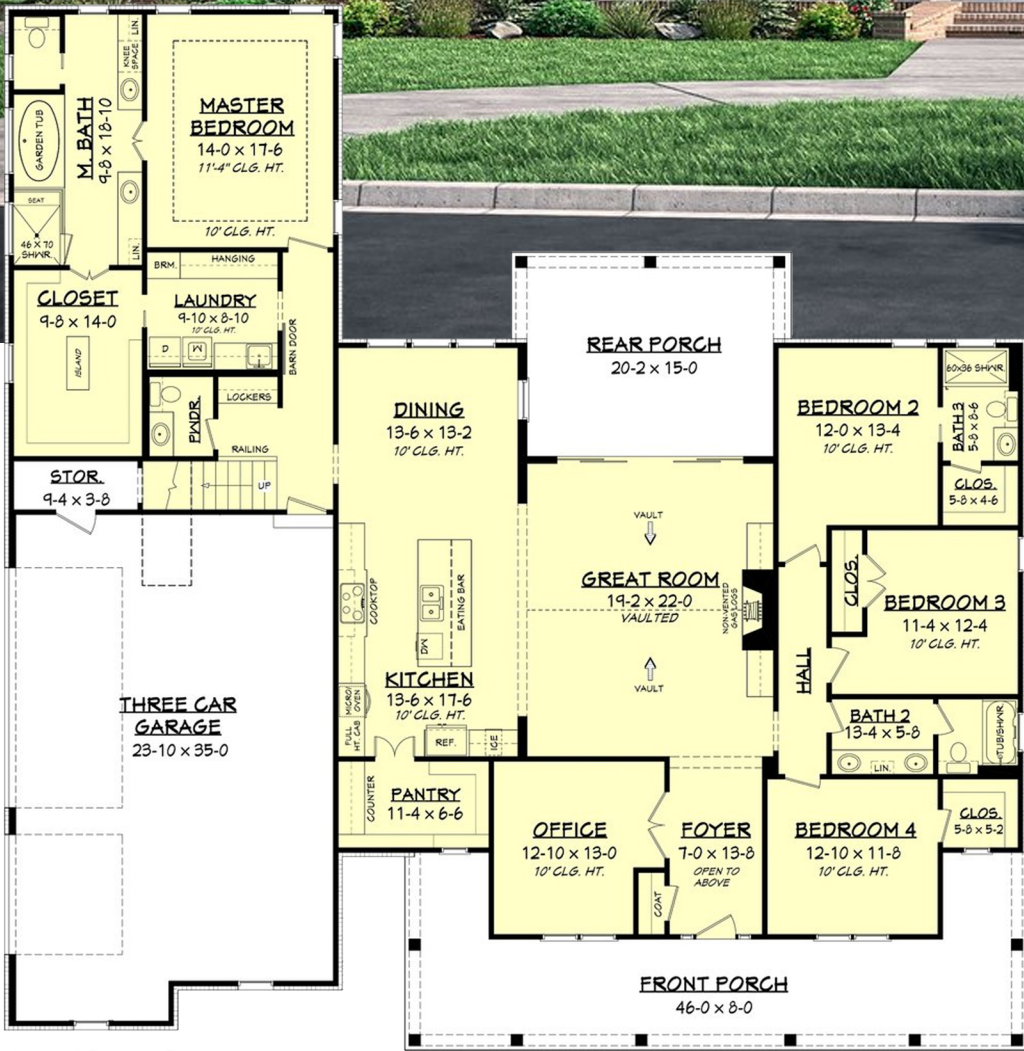 LIN.
KNEE SPACE
GARDEN TUB
M. BATH
9-8 x 18-10
SEAT
46 X 70
SHWR.
LIN.
MASTER
BEDROOM
14-0 x 17-6
11'-4" CLG. HT.
10' CLG. HT.
CLOSET
9-8 x 14-0
ISLAND
BRM.
HANGING
LAUNDRY
9-10 x 8-10
10' CLG. HT.
D
W
BARN DOOR
PWDR.
LOCKERS
RAILING
UP
STOR.
9-4 x 3-8
THREE CAR
GARAGE
23-10 x 35-0
DINING
13-6 x 13-2
10' CLG. HT.
COOKTOP
EATING BAR
DW
KITCHEN
13-6 x 17-6
10' CLG. HT.
MICRO/
OVEN
FULL
HT. CAB
REF.
ICE
COUNTER
PANTRY
11-4 x 6-6
REAR PORCH
20-2 x 15-0
VAULT
GREAT ROOM
19-2 x 22-0
VAULTED
VAULT
NON-VENTED
GAS LOGS
BEDROOM 2
12-0 x 13-4
10' CLG. HT.
60x36 SHWR.
BATH 3
5-8 x 8-6
CLOS.
5-8 x 4-6
CLOS.
BEDROOM 3
11-4 x 12-4
10' CLG. HT.
HALL
BATH 2
13-4 x 5-8
LIN.
TUB/SHWR.
OFFICE
12-10 x 13-0
10' CLG. HT.
COAT
FOYER
7-0 x 13-8
OPEN TO
ABOVE
BEDROOM 4
12-10 x 11-8
10' CLG. HT.
CLOS.
5-8 x 5-2
FRONT PORCH
46-0 x 8-0